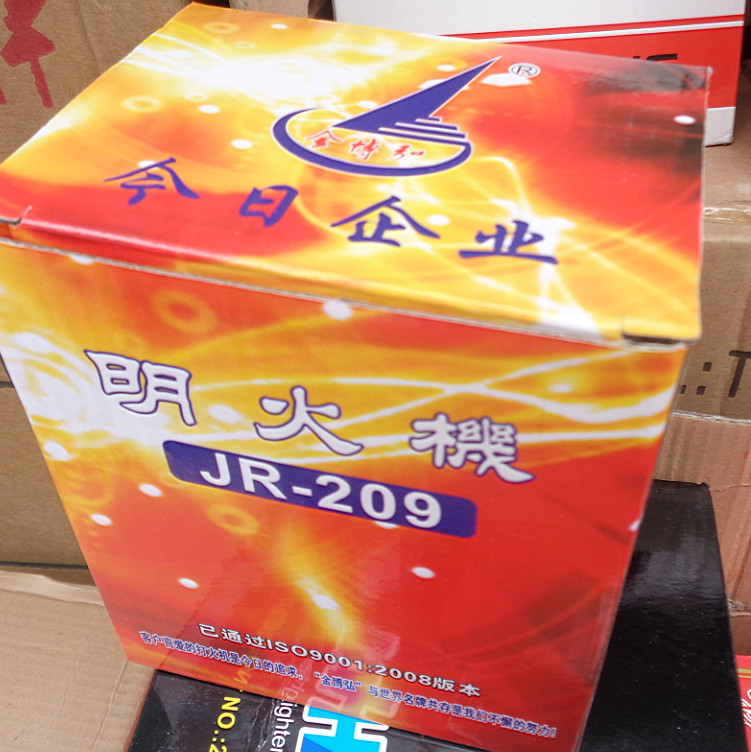 ®
金博弘
今日企业
明火機
JR-209
已通过ISO9001:2008版本
客户喜爱的打火机是今日的追求，“金博弘”与世界名牌共存是我们不懈的努力!
NO.:2
ighter
H
: T